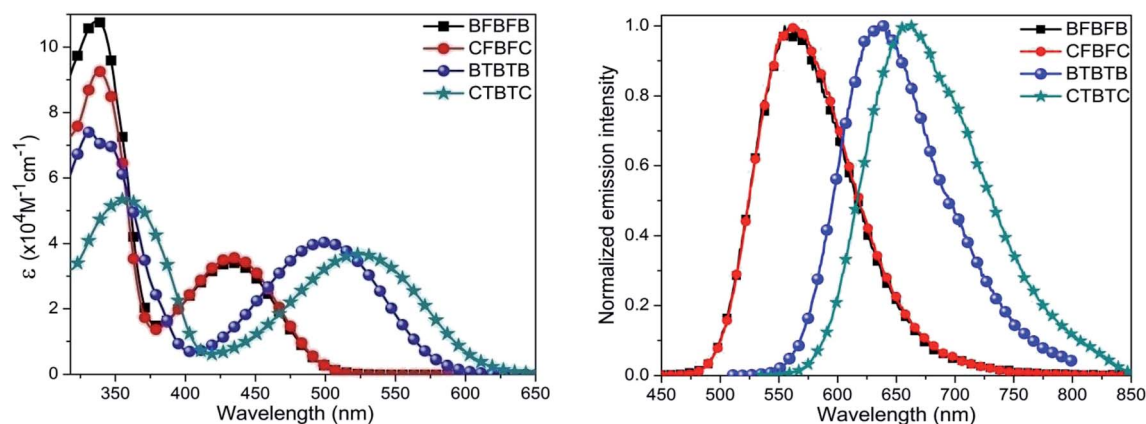 10
8
6
4
2
0
ε (x10⁴M⁻¹cm⁻¹)
350 400 450 500 550 600 650
Wavelength (nm)
BFBFB
CFBFC
BTBTB
CTBTC
1.0
0.8
0.6
0.4
0.2
0.0
Normalized emission intensity
450 500 550 600 650 700 750 800 850
Wavelength (nm)
BFBFB
CFBFC
BTBTB
CTBTC